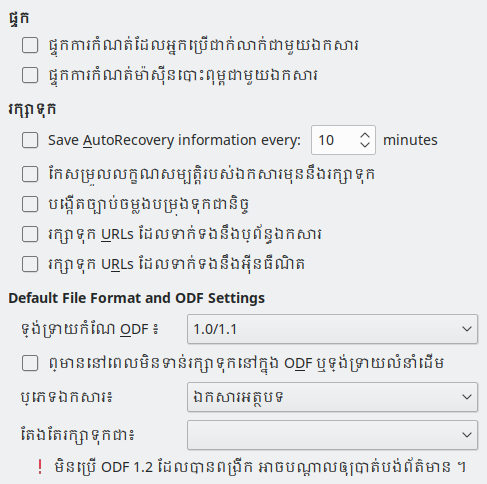 ផ្ទុក
ផ្ទុកការកំណត់ដែលអ្នកប្រើជាក់លាក់ជាមួយឯកសារ
ផ្ទុកការកំណត់ម៉ាស៊ីនបោះពុម្ពជាមួយឯកសារ
រក្សាទុក
Save AutoRecovery information every: 10 minutes
កែសម្រួលលក្ខណសម្បត្តិរបស់ឯកសារមុននឹងរក្សាទុក
បង្កើតច្បាប់ចម្លងបម្រុងទុកជានិច្ច
រក្សាទុក URLs ដែលទាក់ទងនឹងប្រព័ន្ធឯកសារ
រក្សាទុក URLs ដែលទាក់ទងនឹងអ៊ីនធឺណិត
Default File Format and ODF Settings
ទ្រង់ទ្រាយកំណែ ODF ៖ 1.0/1.1
ព្រមាននៅពេលមិនទាន់រក្សាទុកនៅក្នុង ODF ឬទ្រង់ទ្រាយលំនាំដើម
ប្រភេទឯកសារ៖ ឯកសារអត្ថបទ
តែងតែរក្សាទុកជា៖
! មិនប្រើ ODF 1.2 ដែលបានពង្រីក អាចបណ្ដាលឲ្យបាត់បង់ព័ត៌មាន ។